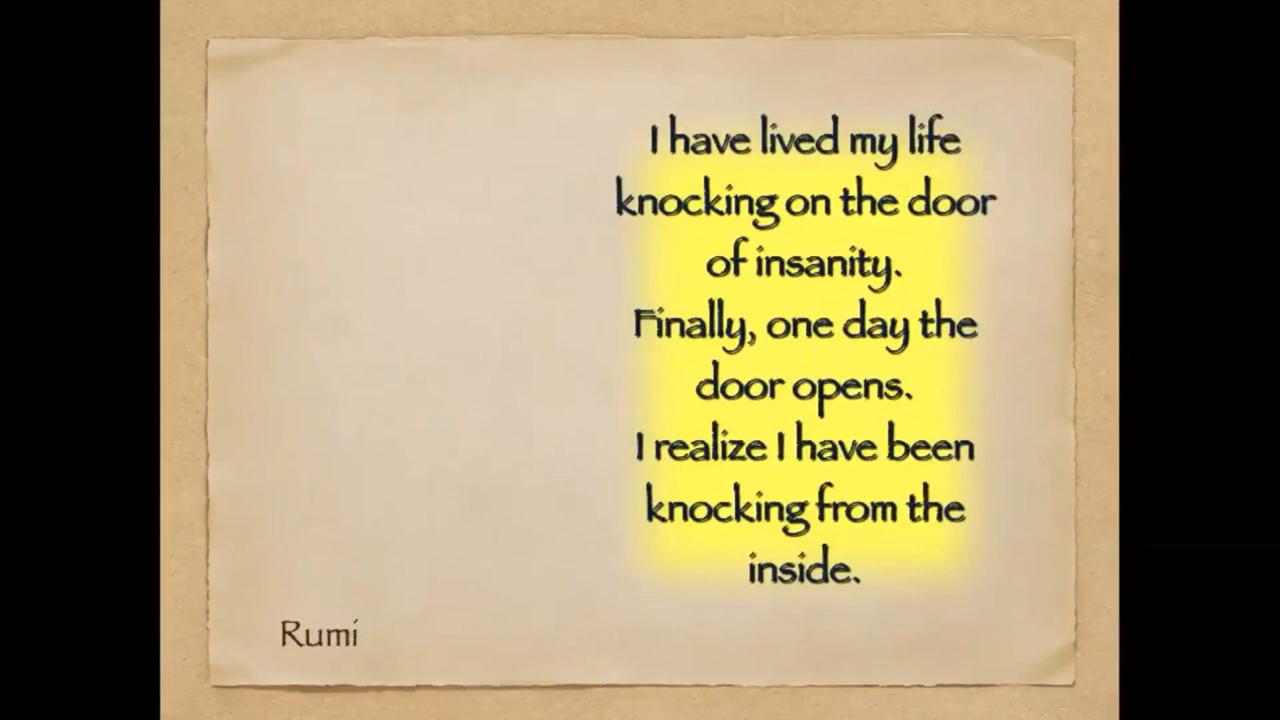 I have lived my life
knocking on the door
of insanity.
Finally, one day the
door opens.
I realize I have been
knocking from the
inside.
Rumi